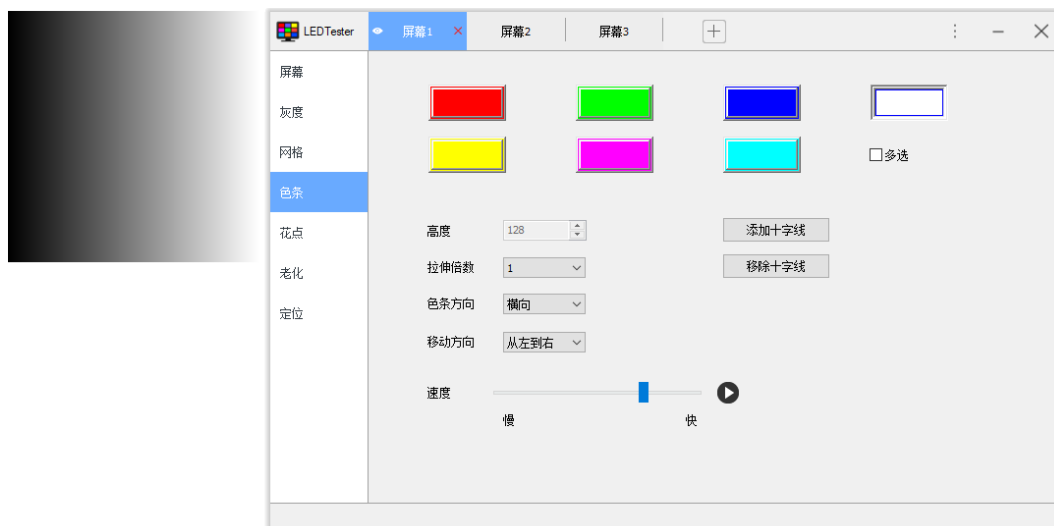 LEDTester
屏幕1
屏幕2
屏幕3
屏幕
灰度
网格
色条
花点
老化
定位
多选
高度 128 添加十字线
拉伸倍数 1 移除十字线
色条方向 横向
移动方向 从左到右
速度
慢 快